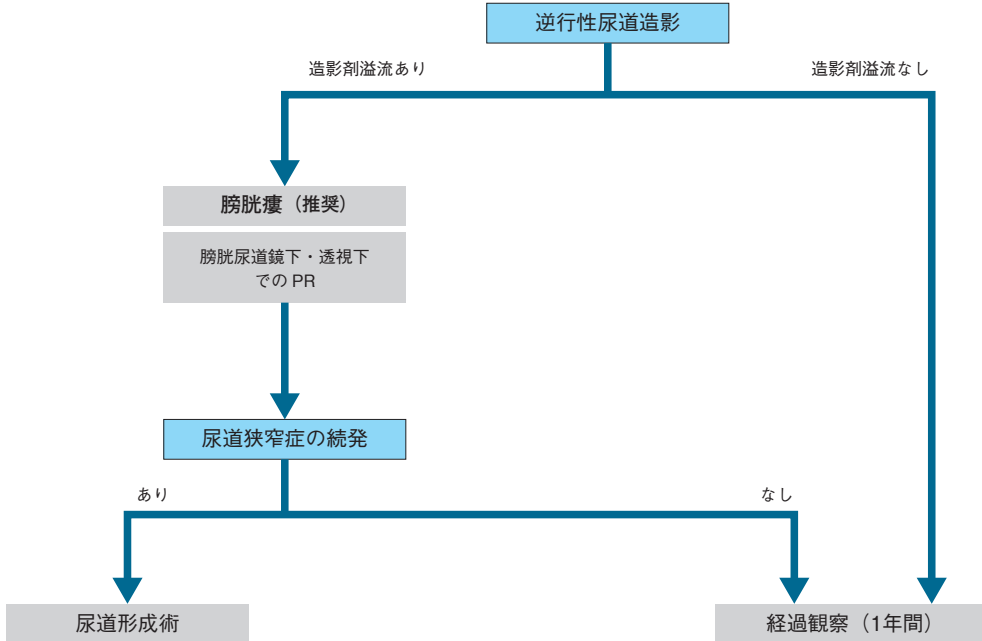 逆行性尿道造影
造影剤溢流あり
造影剤溢流なし
膀胱瘻（推奨）
膀胱尿道鏡下・透視下
での PR
尿道狭窄症の続発
あり
なし
尿道形成術
経過観察（1年間）